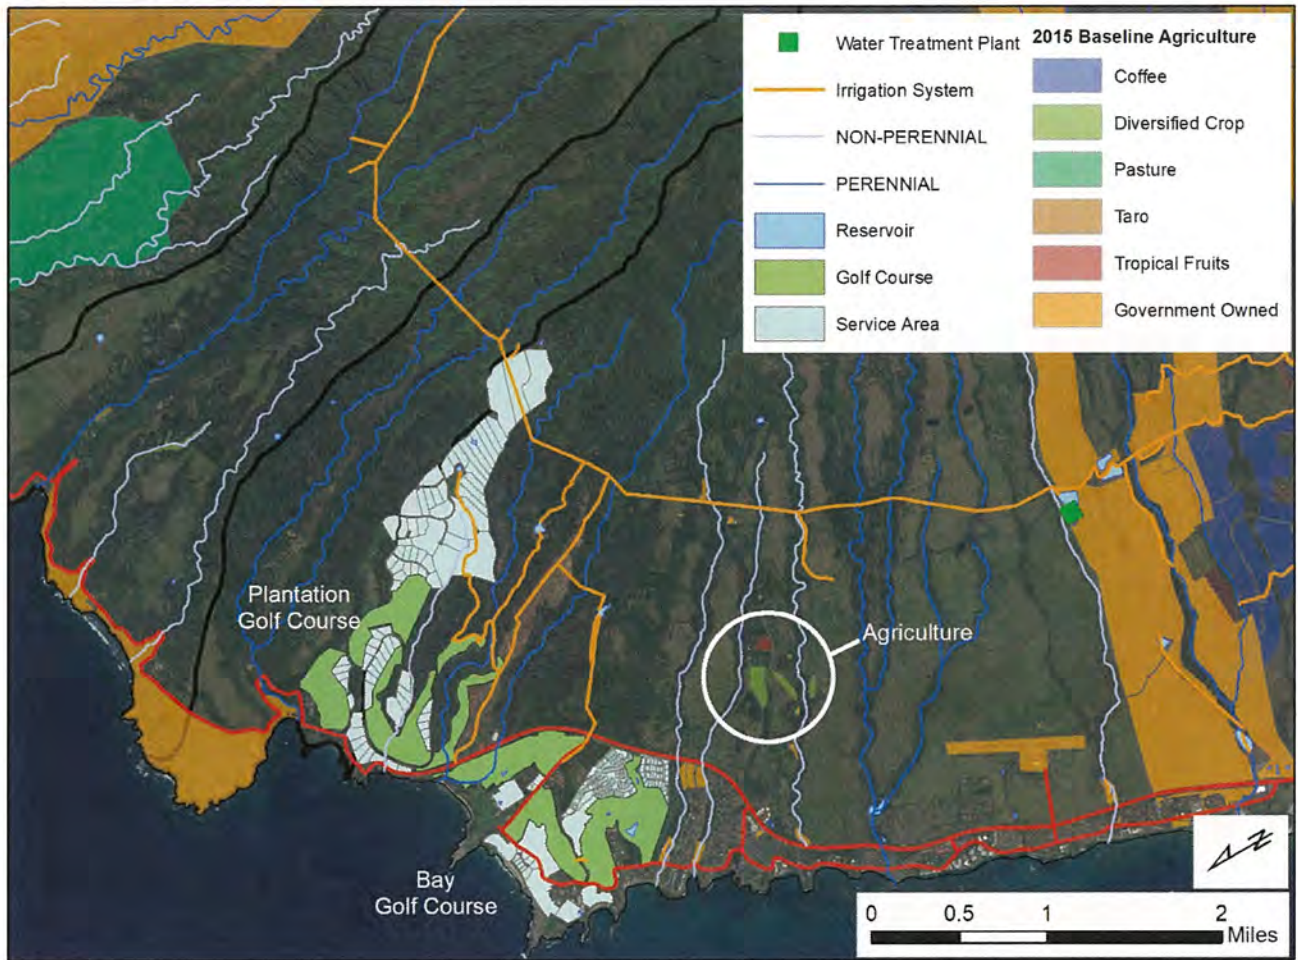 Water Treatment Plant
Irrigation System
NON-PERENNIAL
PERENNIAL
Reservoir
Golf Course
Service Area
2015 Baseline Agriculture
Coffee
Diversified Crop
Pasture
Taro
Tropical Fruits
Government Owned
Plantation
Golf Course
Agriculture
Bay
Golf Course
N
0 0.5 1 2
Miles